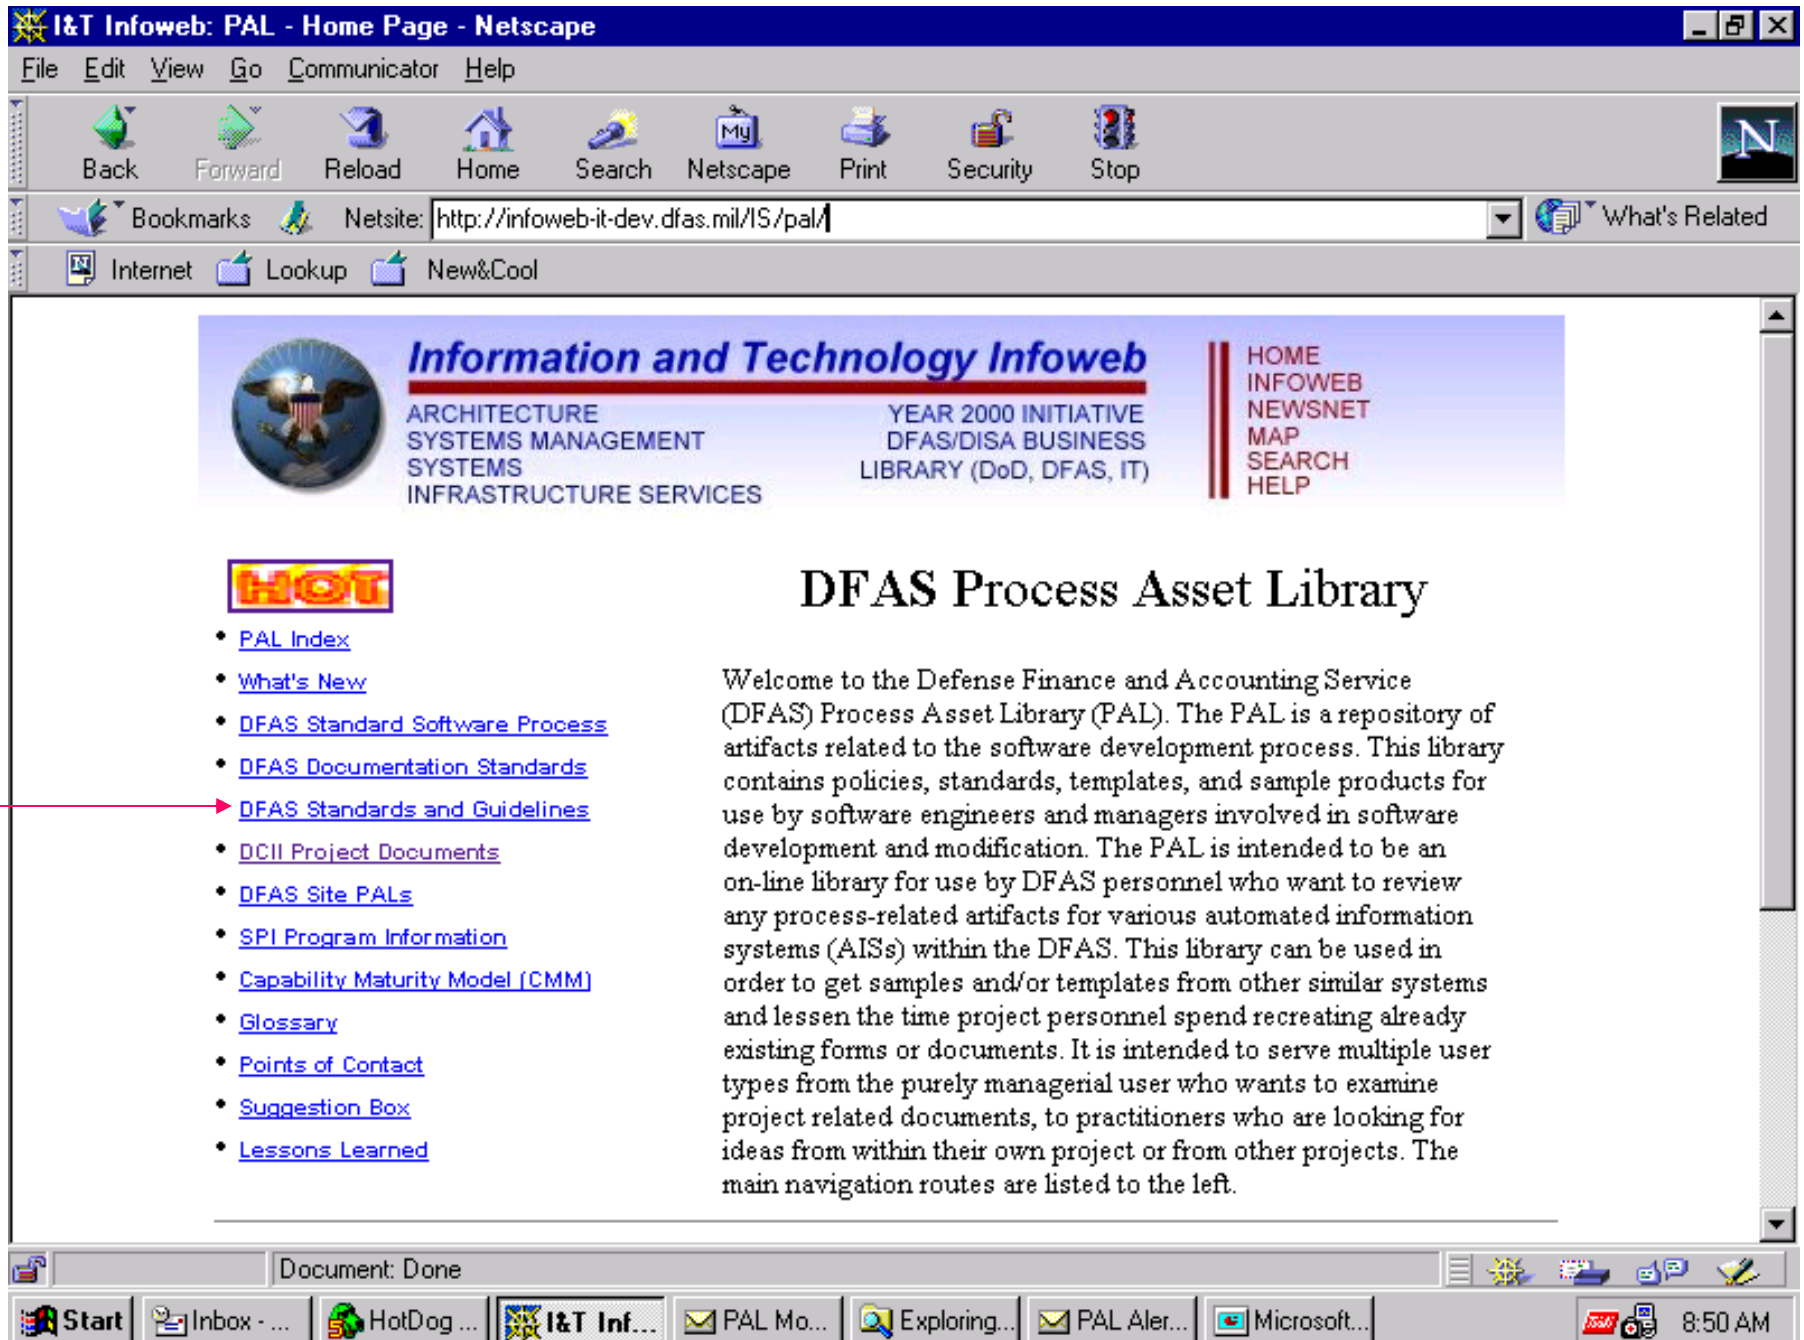 I&T Infoweb: PAL - Home Page - Netscape
File Edit View Go Communicator Help
Back Forward Reload Home Search Netscape Print Security Stop
My
N
Bookmarks Netsite: http://infoweb-it-dev.dfas.mil/IS/pal/ What's Related
Internet Lookup New&Cool
Information and Technology Infoweb
ARCHITECTURE
SYSTEMS MANAGEMENT
SYSTEMS
INFRASTRUCTURE SERVICES
YEAR 2000 INITIATIVE
DFAS/DISA BUSINESS
LIBRARY (DoD, DFAS, IT)
HOME
INFOWEB
NEWSNET
MAP
SEARCH
HELP
HOT
PAL Index
What's New
DFAS Standard Software Process
DFAS Documentation Standards
DFAS Standards and Guidelines
DCII Project Documents
DFAS Site PALs
SPI Program Information
Capability Maturity Model (CMM)
Glossary
Points of Contact
Suggestion Box
Lessons Learned
DFAS Process Asset Library
Welcome to the Defense Finance and Accounting Service
(DFAS) Process Asset Library (PAL). The PAL is a repository of
artifacts related to the software development process. This library
contains policies, standards, templates, and sample products for
use by software engineers and managers involved in software
development and modification. The PAL is intended to be an
on-line library for use by DFAS personnel who want to review
any process-related artifacts for various automated information
systems (AISs) within the DFAS. This library can be used in
order to get samples and/or templates from other similar systems
and lessen the time project personnel spend recreating already
existing forms or documents. It is intended to serve multiple user
types from the purely managerial user who wants to examine
project related documents, to practitioners who are looking for
ideas from within their own project or from other projects. The
main navigation routes are listed to the left.
Document: Done
Start Inbox - ... HotDog ... I&T Inf... PAL Mo... Exploring... PAL Aler... Microsoft... 8:50 AM